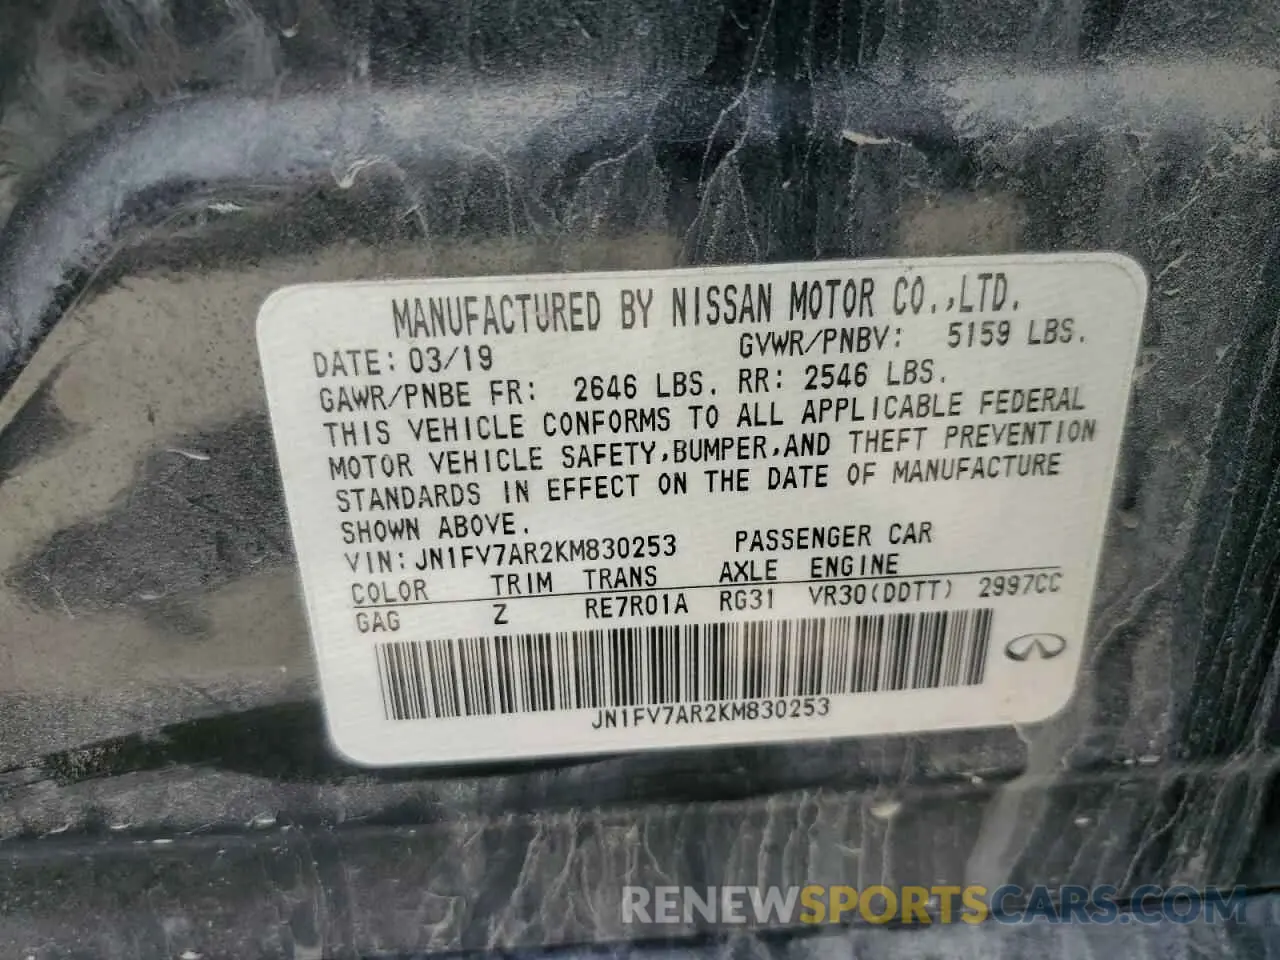 MANUFACTURED BY NISSAN MOTOR CO.,LTD.
DATE: 03/19 GVWR/PNBV: 5159 LBS.
GAWR/PNBE FR: 2646 LBS. RR: 2546 LBS.
THIS VEHICLE CONFORMS TO ALL APPLICABLE FEDERAL
MOTOR VEHICLE SAFETY,BUMPER,AND THEFT PREVENTION
STANDARDS IN EFFECT ON THE DATE OF MANUFACTURE
SHOWN ABOVE.
VIN: JN1FV7AR2KM830253 PASSENGER CAR
COLOR TRIM TRANS AXLE ENGINE
GAG Z RE7R01A RG31 VR30(DDTT) 2997CC
JN1FV7AR2KM830253
RENEWSPORTSCARS.COM